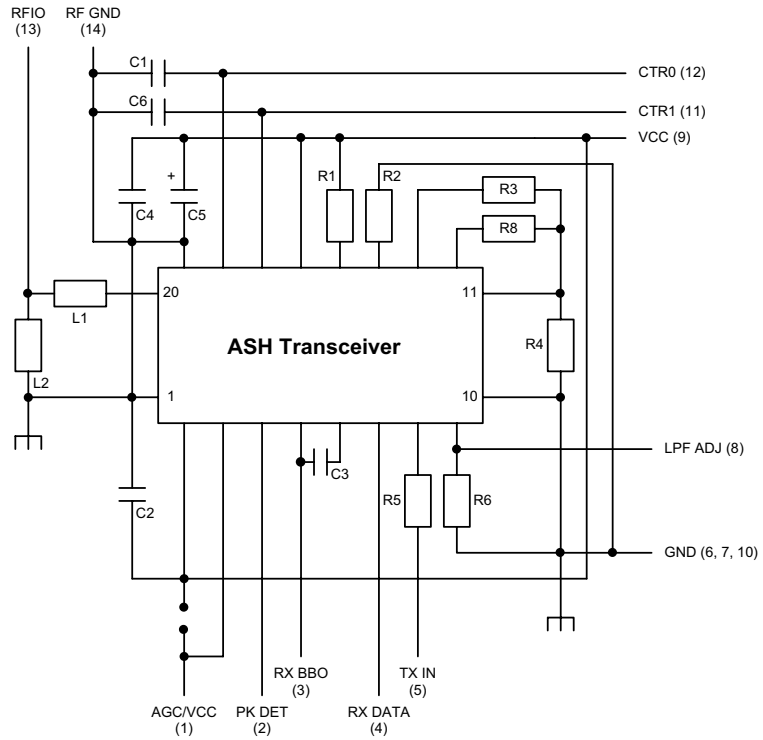 RFIO
(13)
RF GND
(14)
C1
CTR0 (12)
C6
CTR1 (11)
VCC (9)
+
C4
C5
R1
R2
R3
R8
20
11
L1
ASH Transceiver
R4
L2
1
10
LPF ADJ (8)
C3
C2
R5
R6
GND (6, 7, 10)
RX BBO
(3)
TX IN
(5)
AGC/VCC
(1)
PK DET
(2)
RX DATA
(4)